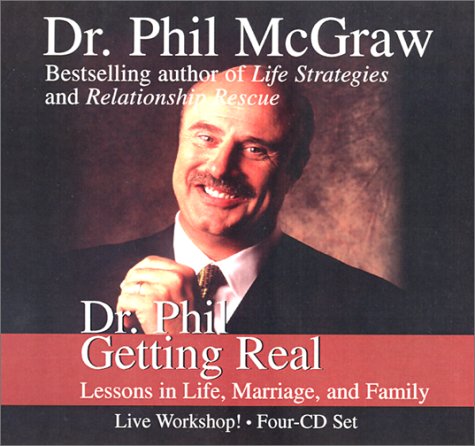 Dr. Phil McGraw
Bestselling author of Life Strategies
and Relationship Rescue
Dr. Phil
Getting Real
Lessons in Life, Marriage, and Family
Live Workshop! • Four-CD Set